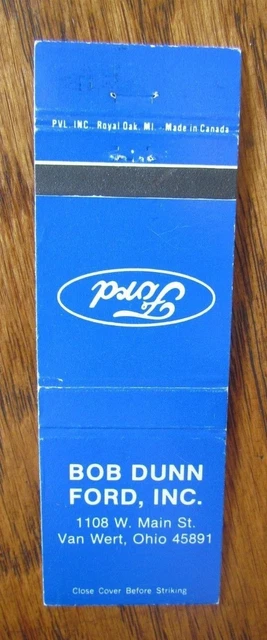 PVL. INC. Royal Oak, MI. - Made in Canada
Ford
BOB DUNN
FORD, INC.
1108 W. Main St.
Van Wert, Ohio 45891
Close Cover Before Striking